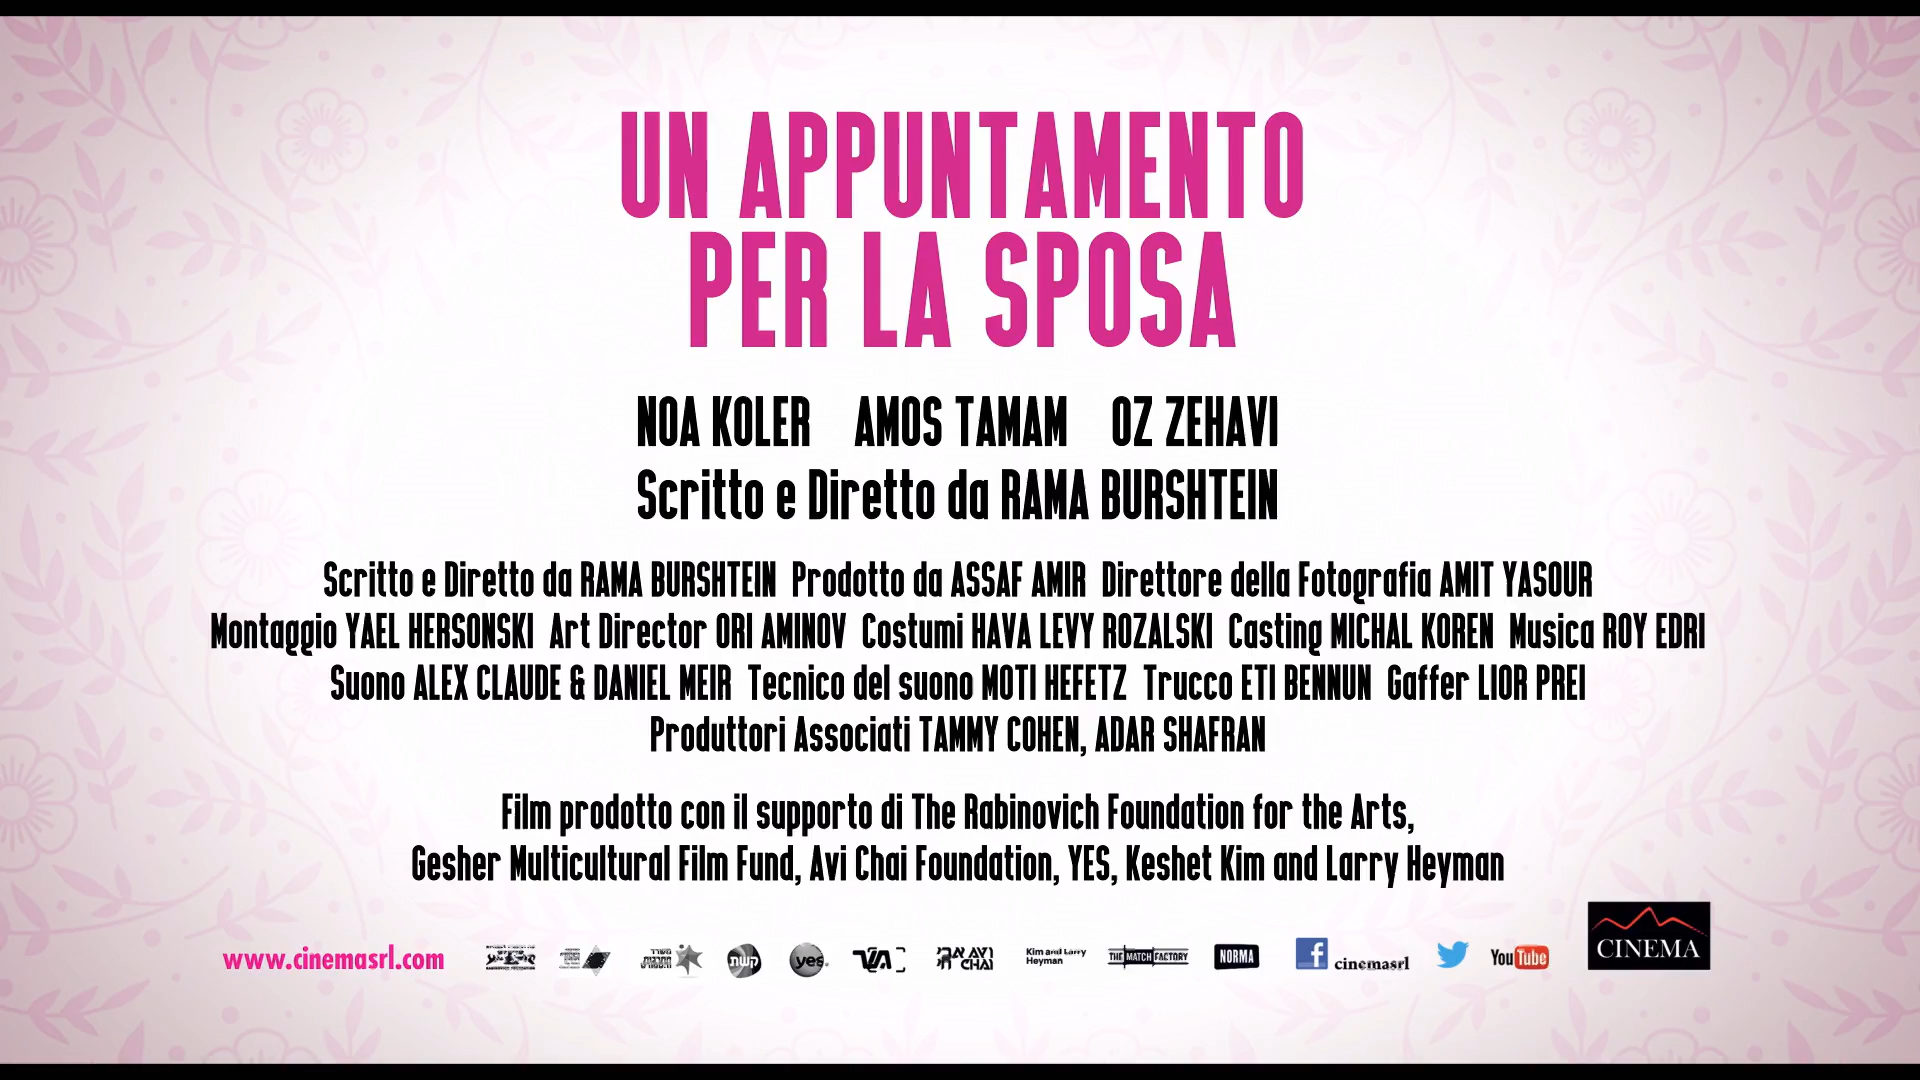 UN APPUNTAMENTO
PER LA SPOSA
NOA KOLER AMOS TAMAM OZ ZEHAVI
Scritto e Diretto da RAMA BURSHTEIN
Scritto e Diretto da RAMA BURSHTEIN Prodotto da ASSAF AMIR Direttore della Fotografia AMIT YASOUR
Montaggio YAEL HERSONSKI Art Director ORI AMINOV Costumi HAVA LEVY ROZALSKI Casting MICHAL KOREN Musica ROY EDRI
Suono ALEX CLAUDE & DANIEL MEIR Tecnico del suono MOTI HEFETZ Trucco ETI BENNUN Gaffer LIOR PREI
Produttori Associati TAMMY COHEN, ADAR SHAFRAN
Film prodotto con il supporto di The Rabinovich Foundation for the Arts,
Gesher Multicultural Film Fund, Avi Chai Foundation, YES, Keshet Kim and Larry Heyman
www.cinemasrl.com
קשת
yes
AVI
CHAI
Kim and Larry
Heyman
THE MATCH FACTORY
NORMA
f cinemasrl
YouTube
CINEMA